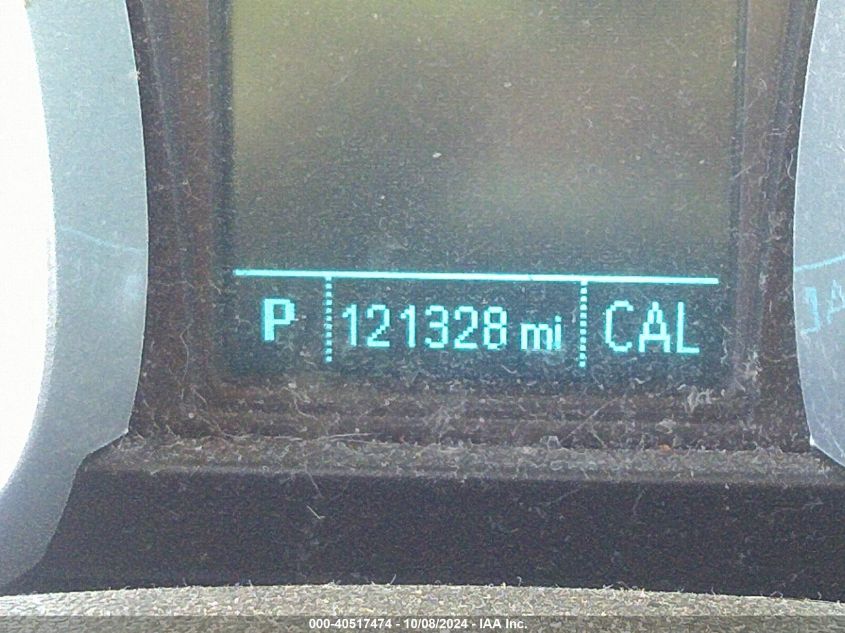 P 121328 mi CAL
000-40517474 - 10/08/2024 - IAA Inc.